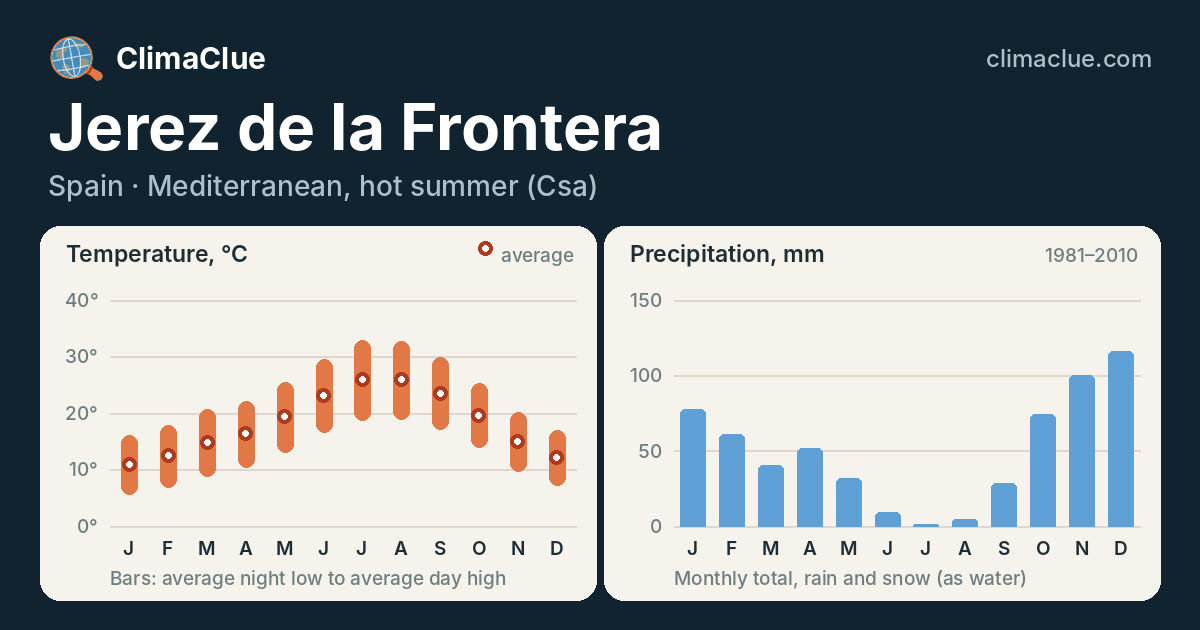 ClimaClue
climaclue.com
Jerez de la Frontera
Spain · Mediterranean, hot summer (Csa)
Temperature, °C
average
40°
30°
20°
10°
0°
J F M A M J J A S O N D
Bars: average night low to average day high
Precipitation, mm
1981–2010
150
100
50
0
J F M A M J J A S O N D
Monthly total, rain and snow (as water)